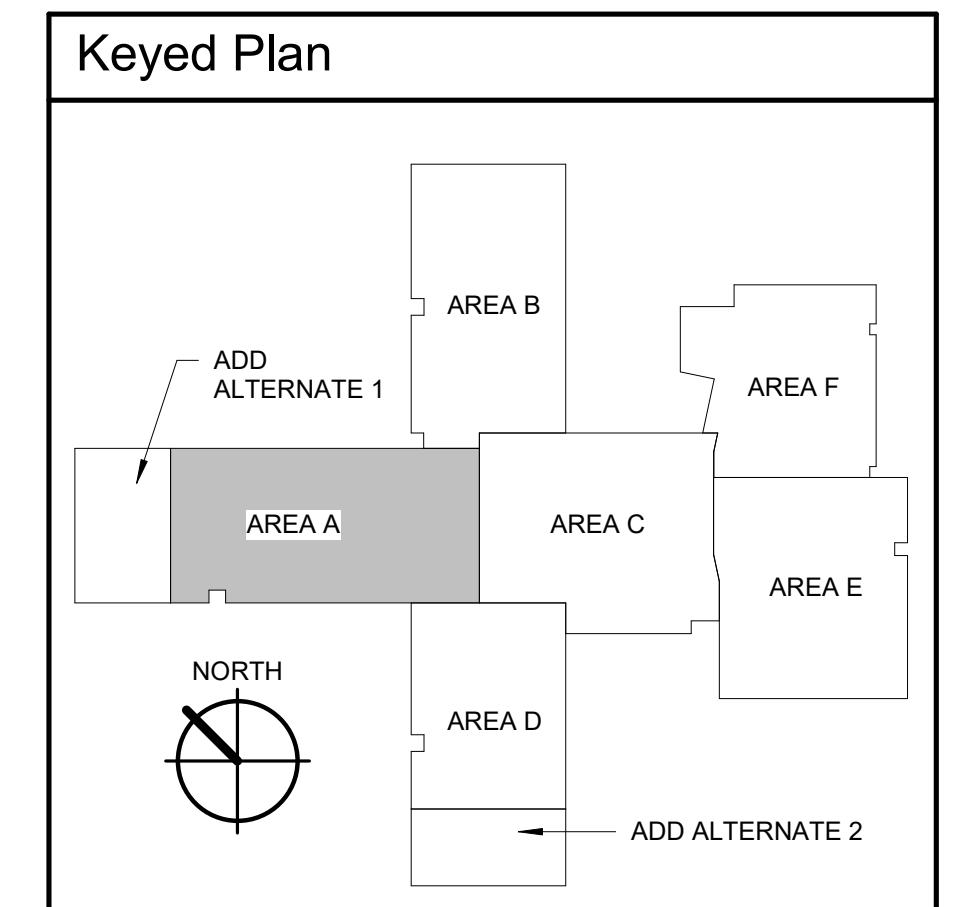 Keyed Plan
AREA B
ADD
ALTERNATE 1
AREA F
AREA A
AREA C
AREA E
NORTH
AREA D
ADD ALTERNATE 2